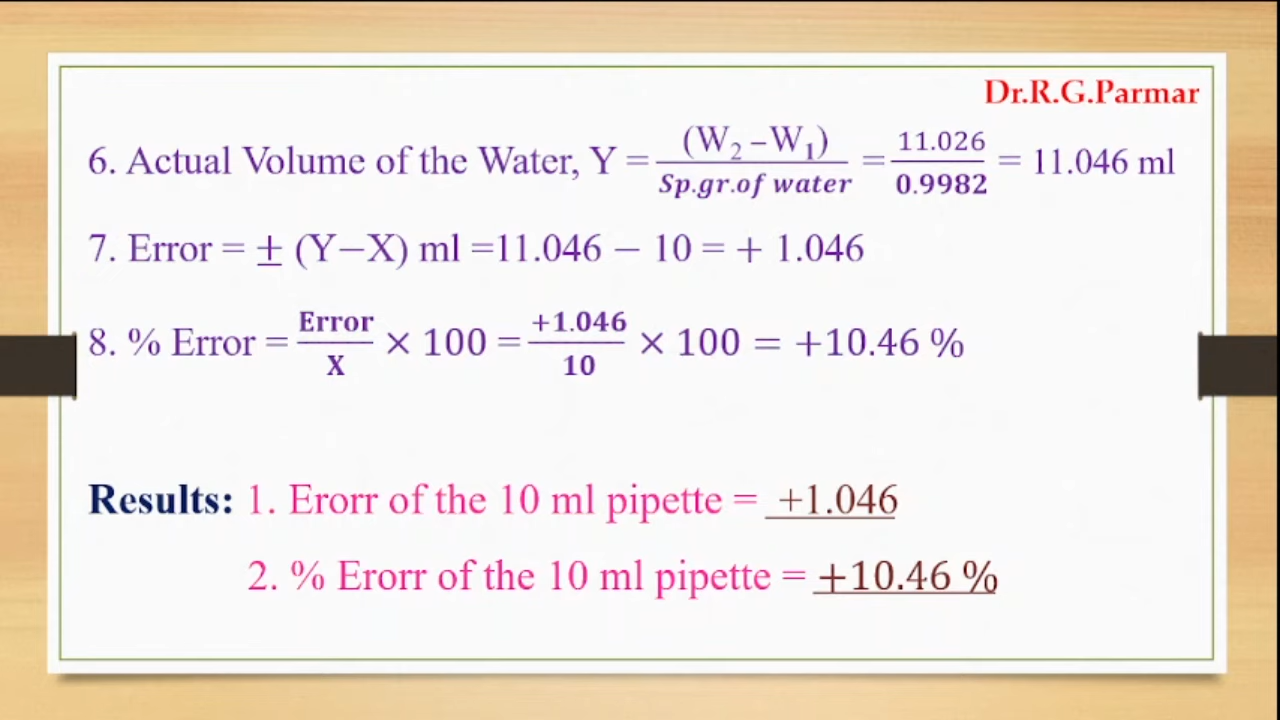 Dr.R.G.Parmar
6. Actual Volume of the Water, Y = (W₂ –W₁) / Sp.gr.of water = 11.026 / 0.9982 = 11.046 ml
7. Error = ± (Y−X) ml =11.046 − 10 = + 1.046
8. % Error = Error / X × 100 = +1.046 / 10 × 100 = +10.46 %
Results: 1. Erorr of the 10 ml pipette = +1.046
2. % Erorr of the 10 ml pipette = +10.46 %